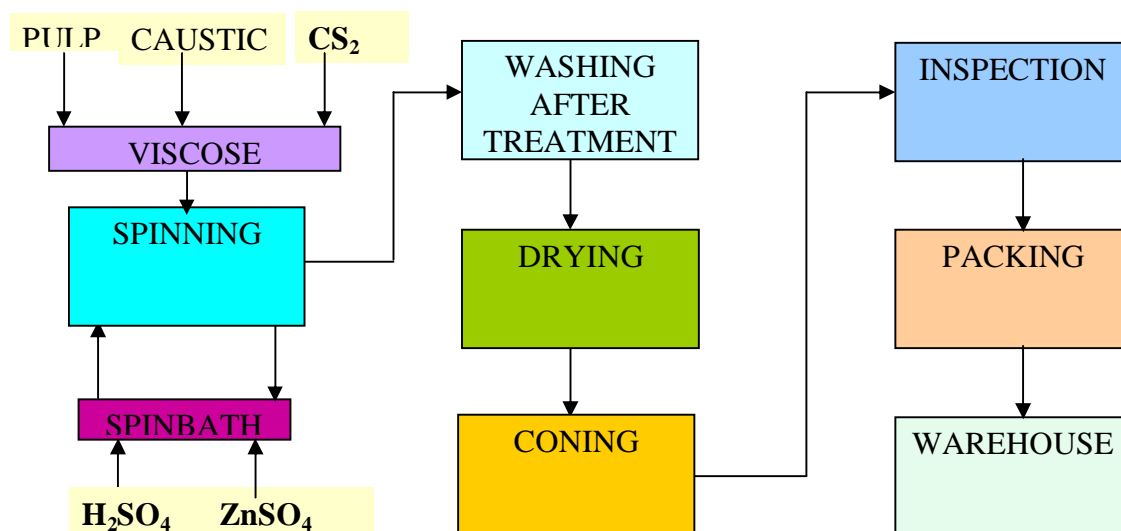 PULP
CAUSTIC
CS₂
VISCOSE
SPINNING
SPINBATH
H₂SO₄
ZnSO₄
WASHING
AFTER
TREATMENT
DRYING
CONING
INSPECTION
PACKING
WAREHOUSE